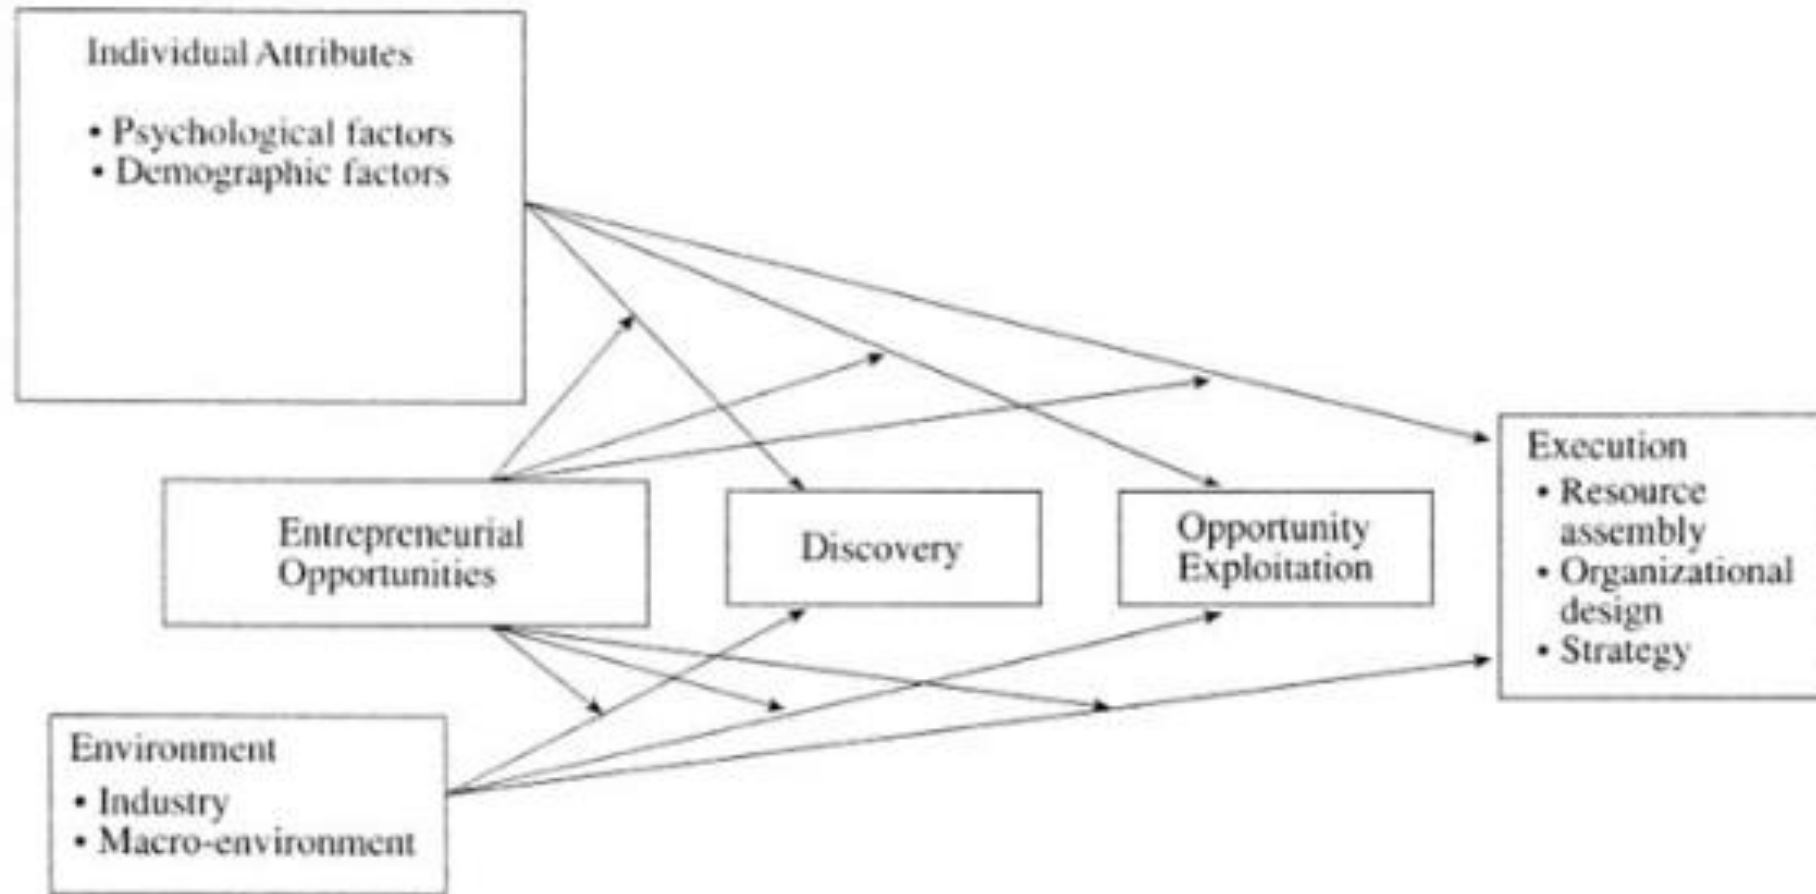 Individual Attributes
• Psychological factors
• Demographic factors
Entrepreneurial
Opportunities
Discovery
Opportunity
Exploitation
Execution
• Resource
assembly
• Organizational
design
• Strategy
Environment
• Industry
• Macro-environment